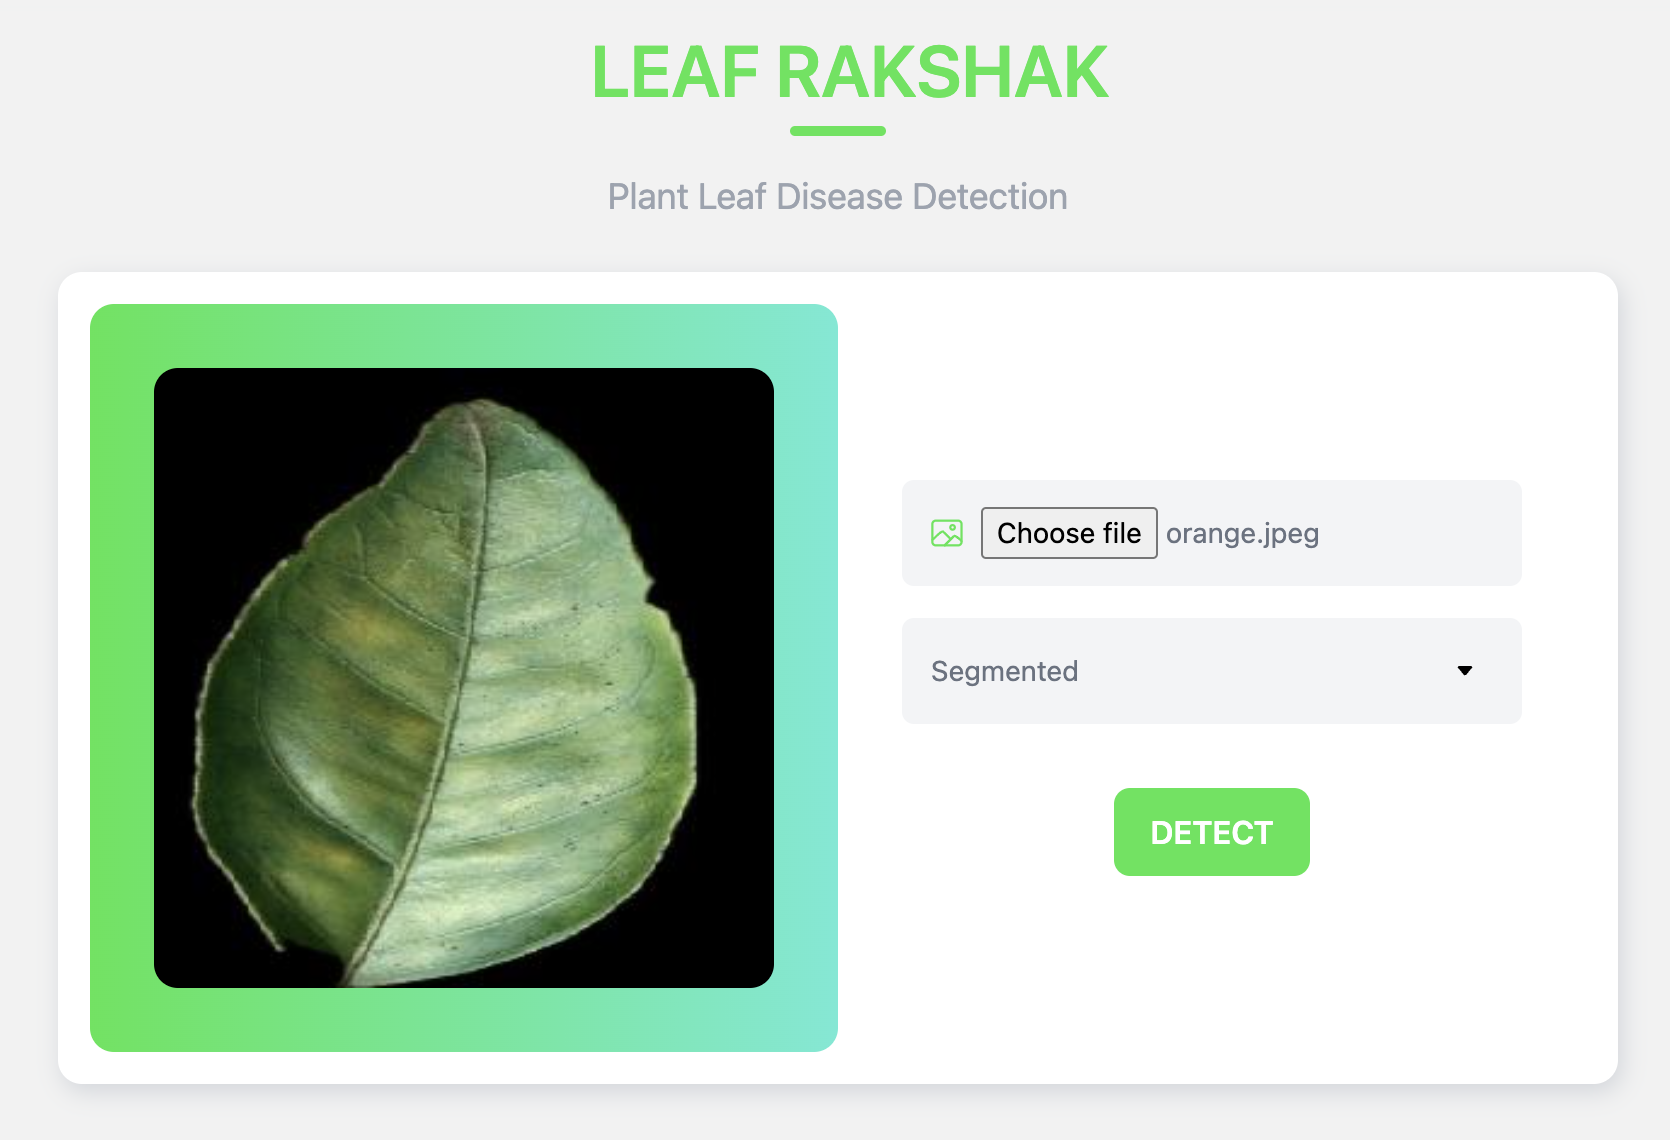 LEAF RAKSHAK
Plant Leaf Disease Detection
Choose file orange.jpeg
Segmented
DETECT